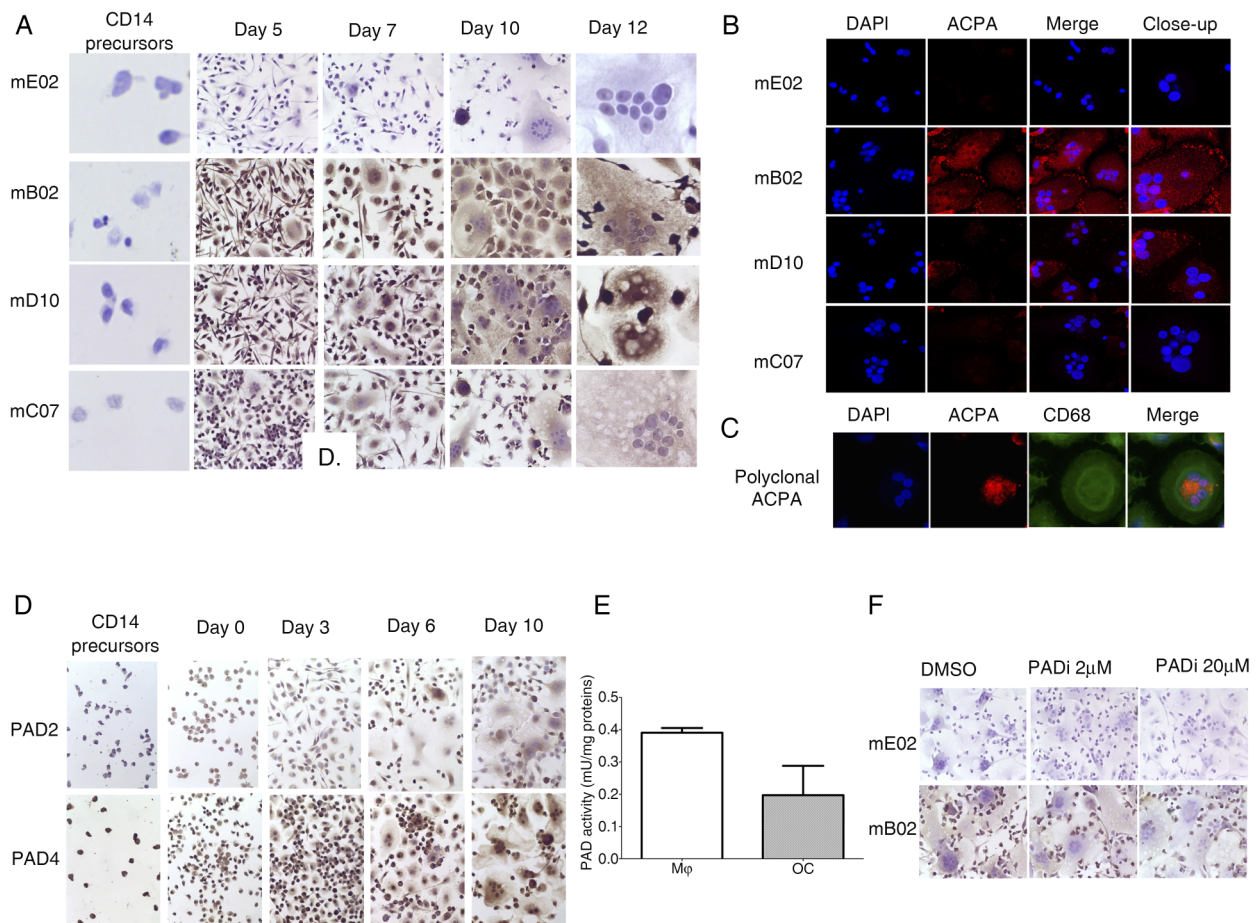 A
CD14
precursors
Day 5
Day 7
Day 10
Day 12
mE02
mB02
mD10
mC07
D.
B
DAPI
ACPA
Merge
Close-up
mE02
mB02
mD10
mC07
C
DAPI
ACPA
CD68
Merge
Polyclonal
ACPA
D
CD14
precursors
Day 0
Day 3
Day 6
Day 10
PAD2
PAD4
E
PAD activity (mU/mg proteins)
0.5
0.4
0.3
0.2
0.1
0.0
Mφ
OC
F
DMSO
PADi 2μM
PADi 20μM
mE02
mB02